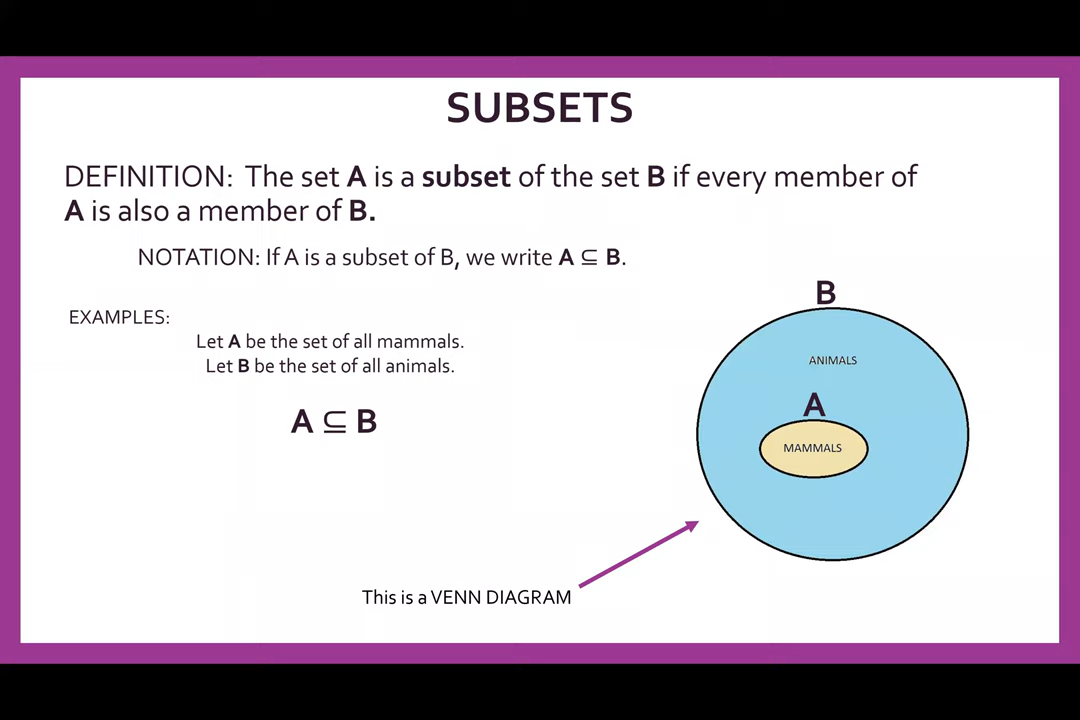 SUBSETS
DEFINITION: The set A is a subset of the set B if every member of
A is also a member of B.
NOTATION: If A is a subset of B, we write A ⊆ B.
EXAMPLES:
Let A be the set of all mammals.
Let B be the set of all animals.
A ⊆ B
B
ANIMALS
A
MAMMALS
This is a VENN DIAGRAM